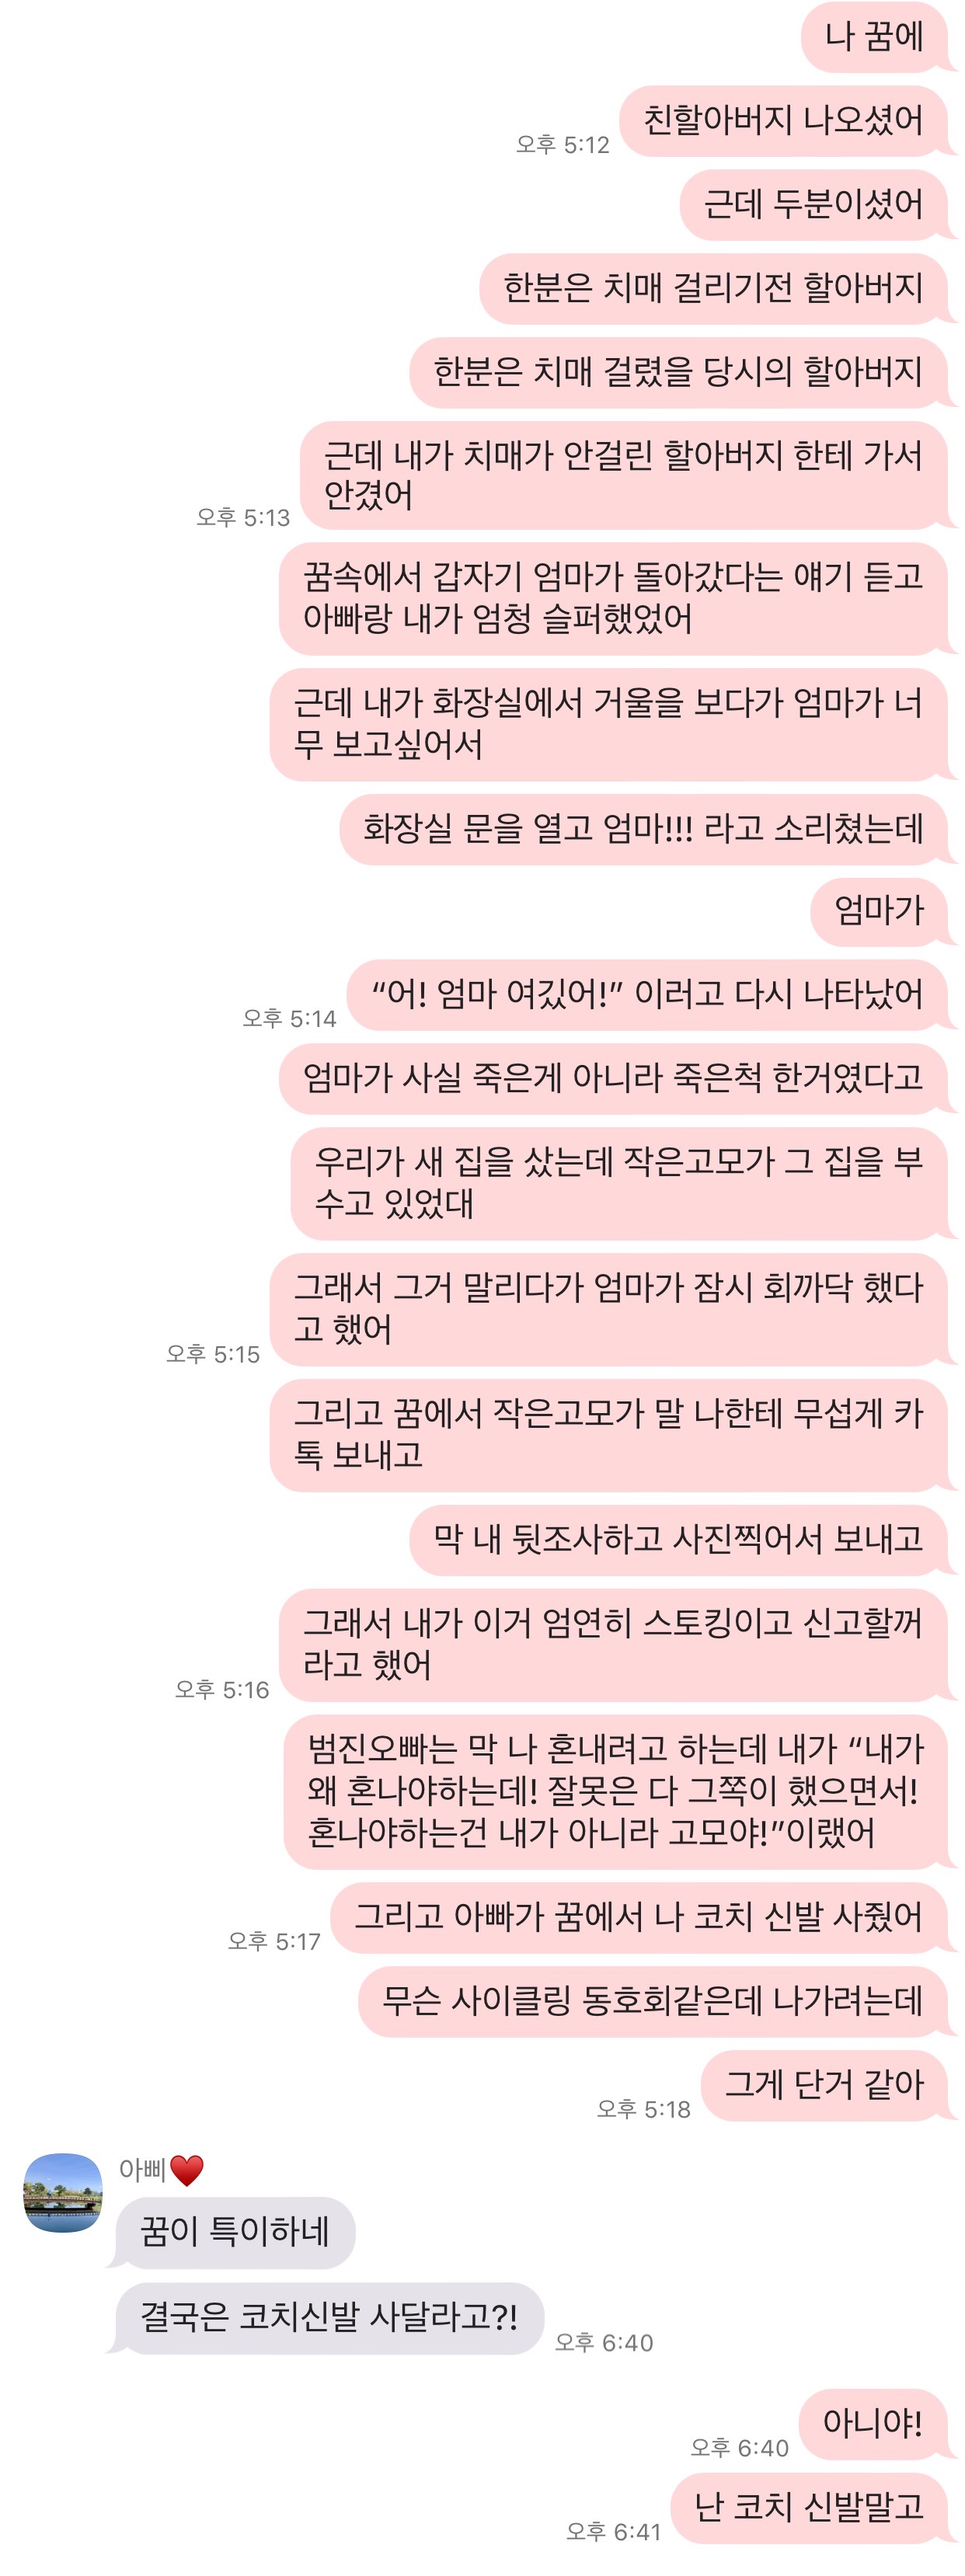 나 꿈에
친할아버지 나오셨어
오후 5:12
근데 두분이셨어
한분은 치매 걸리기전 할아버지
한분은 치매 걸렸을 당시의 할아버지
근데 내가 치매가 안걸린 할아버지 한테 가서
안겼어
오후 5:13
꿈속에서 갑자기 엄마가 돌아갔다는 얘기 듣고
아빠랑 내가 엄청 슬퍼했었어
근데 내가 화장실에서 거울을 보다가 엄마가 너
무 보고싶어서
화장실 문을 열고 엄마!!! 라고 소리쳤는데
엄마가
“어! 엄마 여깄어!” 이러고 다시 나타났어
오후 5:14
엄마가 사실 죽은게 아니라 죽은척 한거였다고
우리가 새 집을 샀는데 작은고모가 그 집을 부
수고 있었대
그래서 그거 말리다가 엄마가 잠시 회까닥 했다
고 했어
오후 5:15
그리고 꿈에서 작은고모가 말 나한테 무섭게 카
톡 보내고
막 내 뒷조사하고 사진찍어서 보내고
그래서 내가 이거 엄연히 스토킹이고 신고할꺼
라고 했어
오후 5:16
범진오빠는 막 나 혼내려고 하는데 내가 “내가
왜 혼나야하는데! 잘못은 다 그쪽이 했으면서!
혼나야하는건 내가 아니라 고모야!”이랬어
그리고 아빠가 꿈에서 나 코치 신발 사줬어
오후 5:17
무슨 사이클링 동호회같은데 나가려는데
그게 단거 같아
오후 5:18
아삐❤️
꿈이 특이하네
결국은 코치신발 사달라고?!
오후 6:40
아니야!
오후 6:40
난 코치 신발말고
오후 6:41